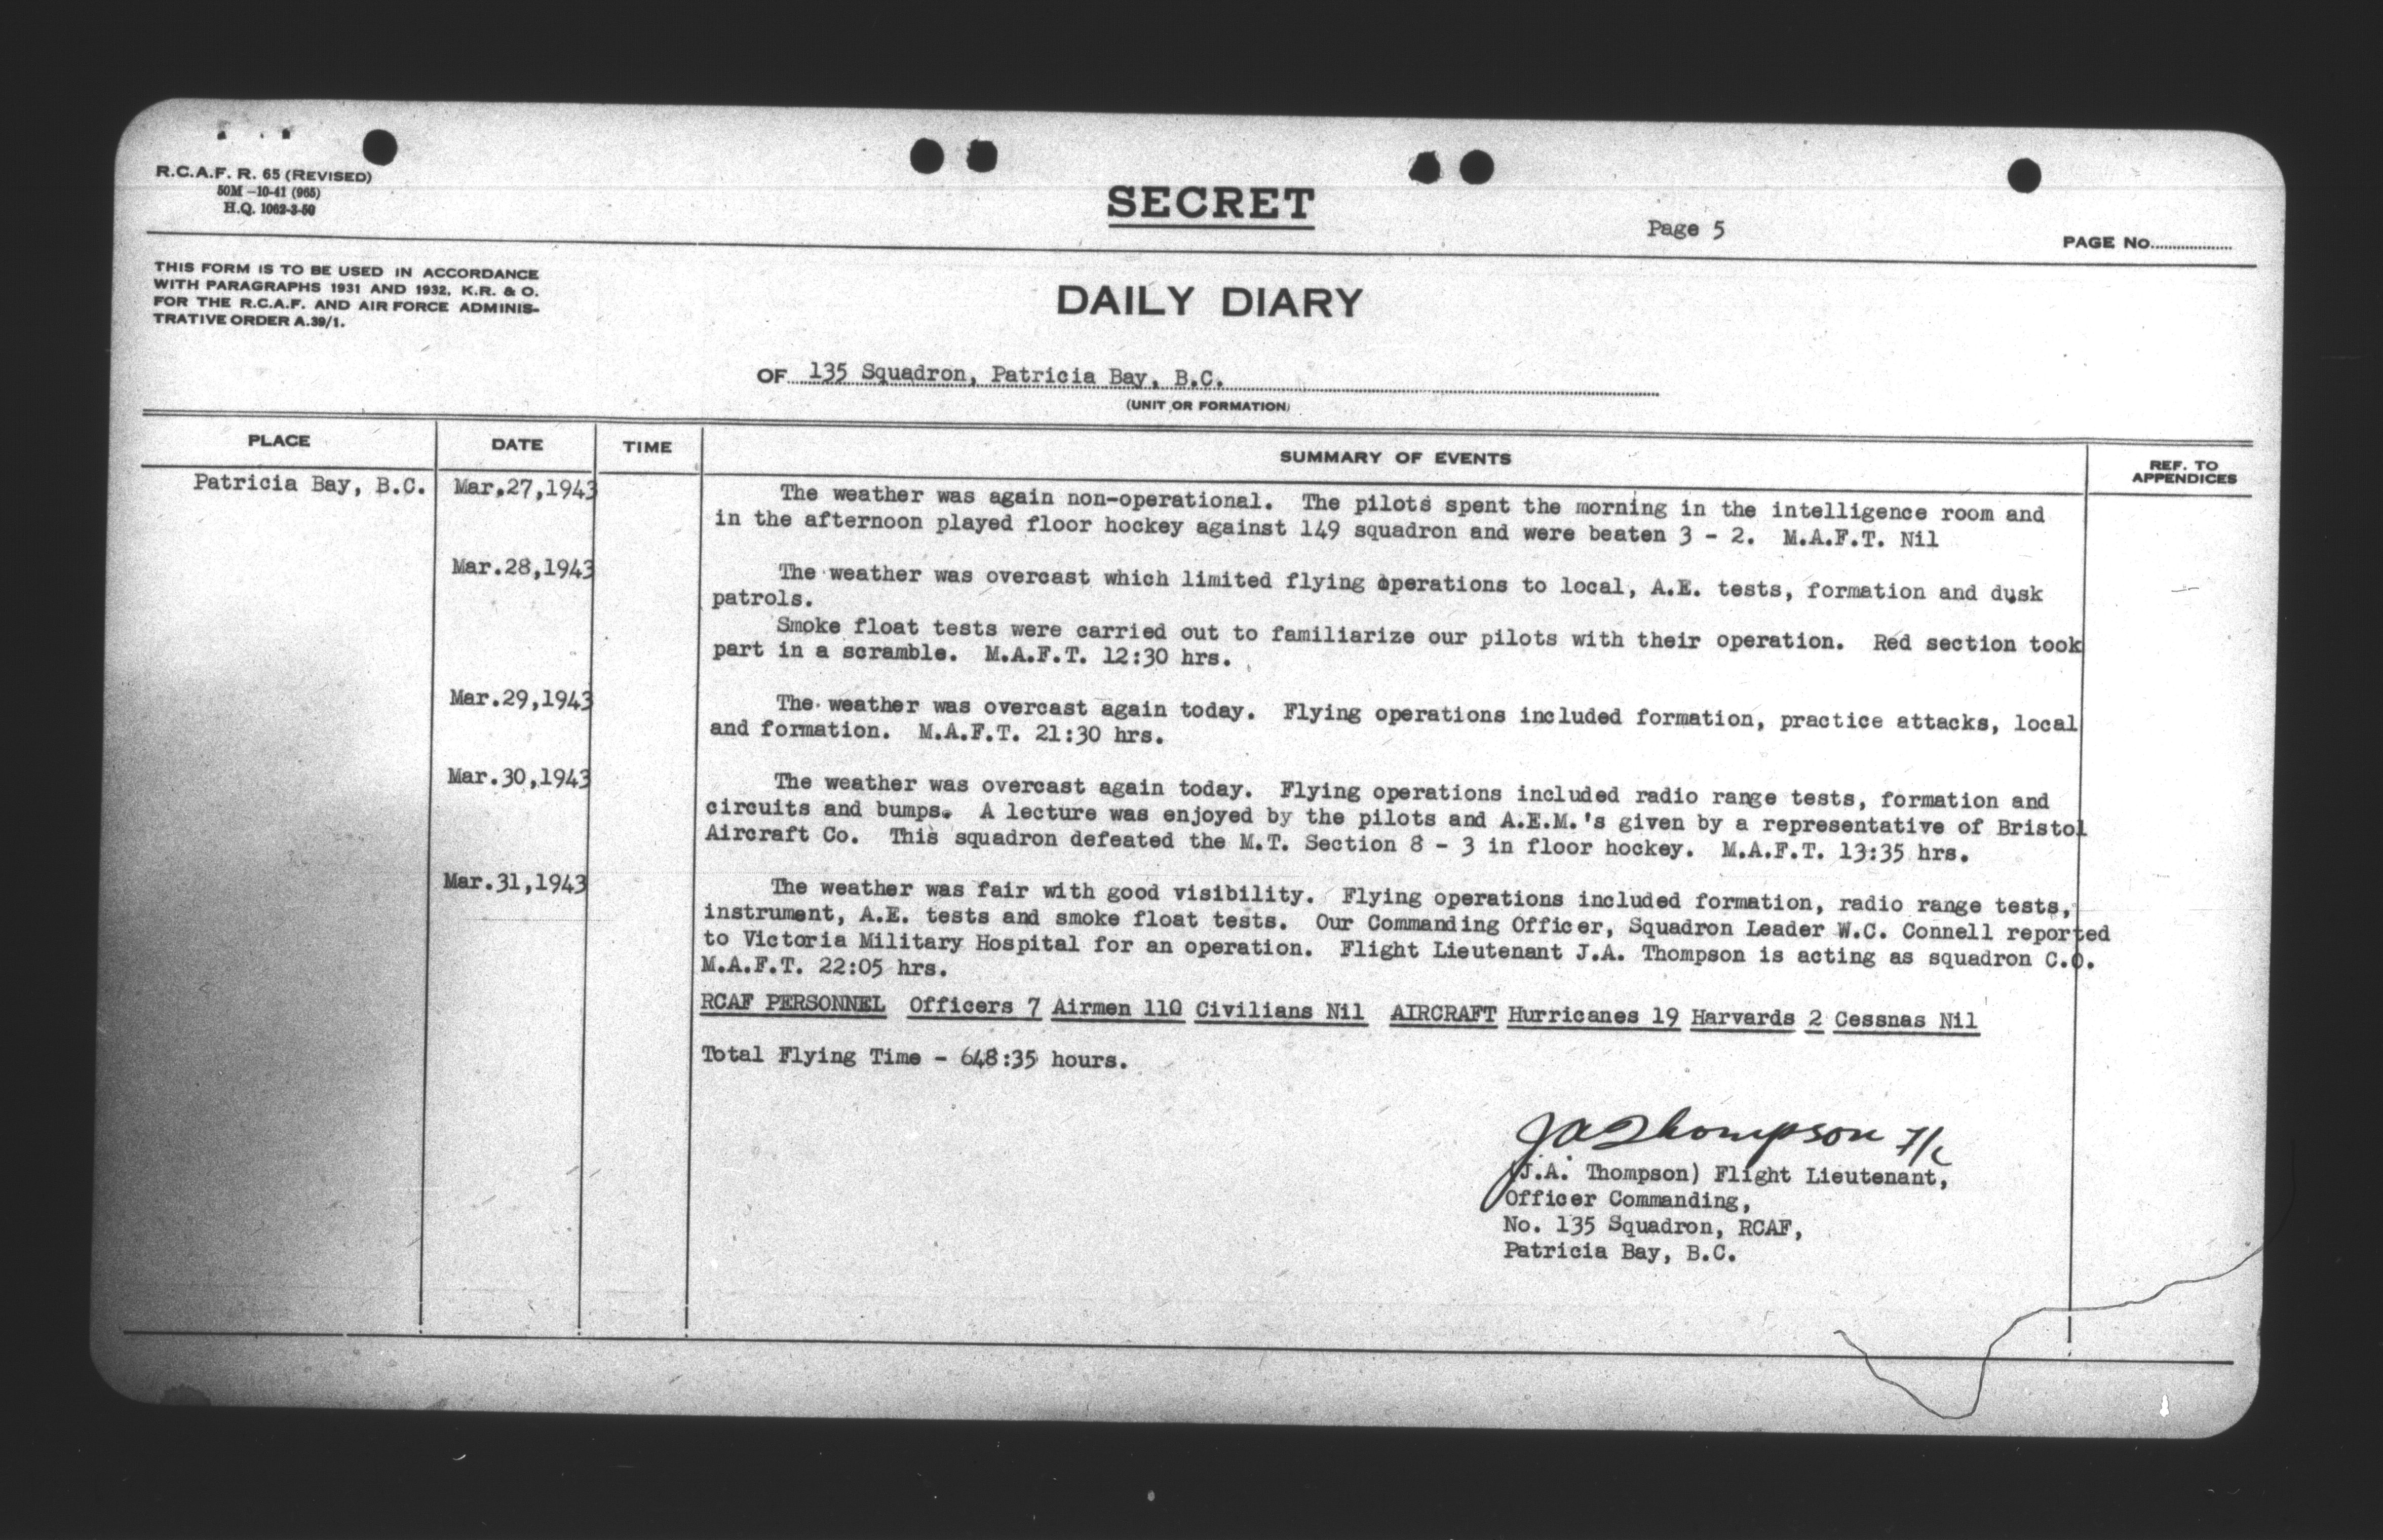 R.C.A.F. R. 65 (REVISED)
50M –10-41 (965)
H.Q. 1062-3-50
SECRET
Page 5
PAGE No.
THIS FORM IS TO BE USED IN ACCORDANCE
WITH PARAGRAPHS 1931 AND 1932, K.R. & O.
FOR THE R.C.A.F. AND AIR FORCE ADMINIS-
TRATIVE ORDER A.39/1.
DAILY DIARY
OF 135 Squadron, Patricia Bay, B.C.
(UNIT OR FORMATION)
PLACE DATE TIME SUMMARY OF EVENTS REF. TO
APPENDICES
Patricia Bay, B.C. Mar.27,1943 The weather was again non-operational. The pilots spent the morning in the intelligence room and
in the afternoon played floor hockey against 149 squadron and were beaten 3 - 2. M.A.F.T. Nil
Mar.28,1943 The weather was overcast which limited flying operations to local, A.E. tests, formation and dusk
patrols.
Smoke float tests were carried out to familiarize our pilots with their operation. Red section took
part in a scramble. M.A.F.T. 12:30 hrs.
Mar.29,1943 The weather was overcast again today. Flying operations included formation, practice attacks, local
and formation. M.A.F.T. 21:30 hrs.
Mar.30,1943 The weather was overcast again today. Flying operations included radio range tests, formation and
circuits and bumps. A lecture was enjoyed by the pilots and A.E.M.'s given by a representative of Bristol
Aircraft Co. This squadron defeated the M.T. Section 8 - 3 in floor hockey. M.A.F.T. 13:35 hrs.
Mar.31,1943 The weather was fair with good visibility. Flying operations included formation, radio range tests,
instrument, A.E. tests and smoke float tests. Our Commanding Officer, Squadron Leader W.C. Connell reported
to Victoria Military Hospital for an operation. Flight Lieutenant J.A. Thompson is acting as squadron C.O.
M.A.F.T. 22:05 hrs.
RCAF PERSONNEL Officers 7 Airmen 110 Civilians Nil AIRCRAFT Hurricanes 19 Harvards 2 Cessnas Nil
Total Flying Time - 648:35 hours.
JAThompson F/L
(J.A. Thompson) Flight Lieutenant,
Officer Commanding,
No. 135 Squadron, RCAF,
Patricia Bay, B.C.